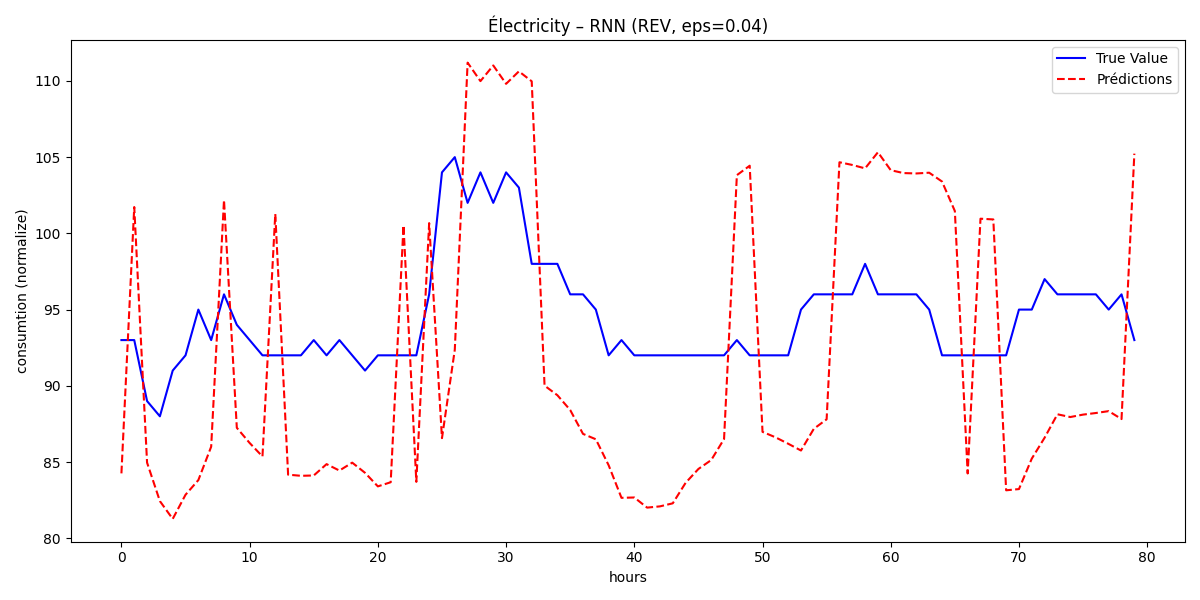 Électricity – RNN (REV, eps=0.04)
True Value
Prédictions
consumtion (normalize)
110
105
100
95
90
85
80
0 10 20 30 40 50 60 70 80
hours